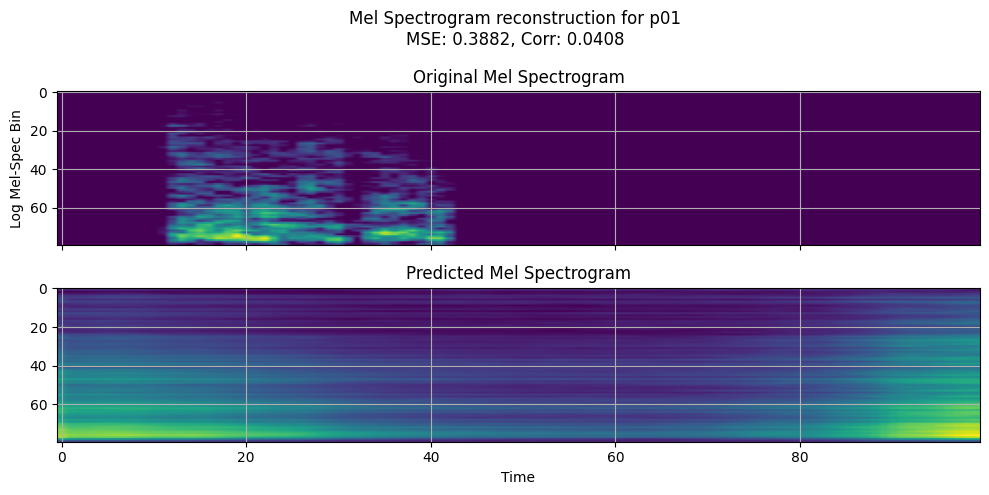 Mel Spectrogram reconstruction for p01
MSE: 0.3882, Corr: 0.0408
Original Mel Spectrogram
0
20
40
60
Log Mel-Spec Bin
Predicted Mel Spectrogram
0
20
40
60
0 20 40 60 80
Time